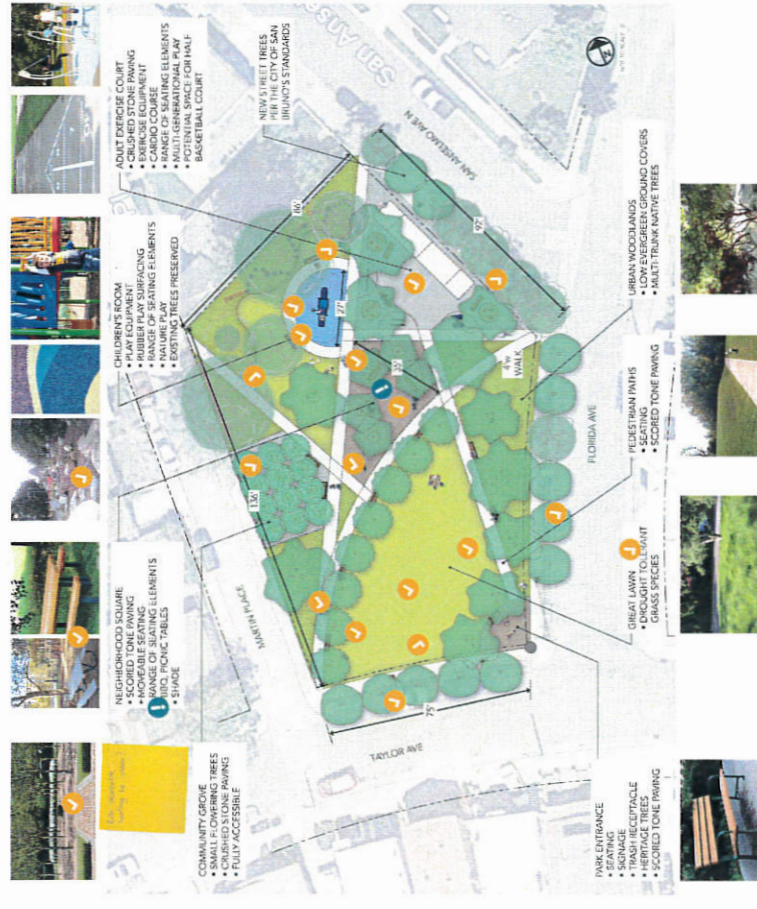 ADULT EXERCISE COURT
• CRUSHED STONE PAVING
• EXERCISE EQUIPMENT
• CARDIO COURSE
• RANGE OF SEATING ELEMENTS
• MULTI-GENERATIONAL PLAY
• POTENTIAL SPACE FOR HALF
BASKETBALL COURT
NEW STREET TREES
PER THE CITY OF SAN
BRUNO'S STANDARDS
CHILDREN'S ROOM
• PLAY EQUIPMENT
• RUBBER PLAY SURFACING
• RANGE OF SEATING ELEMENTS
• NATURE PLAY
• EXISTING TREES PRESERVED
NEIGHBORHOOD SQUARE
• SCORED TONE PAVING
• MOVEABLE SEATING
RANGE OF SEATING ELEMENTS
BBQ, PICNIC TABLES
• SHADE
COMMUNITY GROVE
• SMALL FLOWERING TREES
• CRUSHED STONE PAVING
• FULLY ACCESSIBLE
PARK ENTRANCE
• SEATING
• SIGNAGE
• TRASH RECEPTACLE
• HERITAGE TREES
• SCORED TONE PAVING
GREAT LAWN
• DROUGHT TOLERANT
GRASS SPECIES
PEDESTRIAN PATHS
• SEATING
• SCORED TONE PAVING
URBAN WOODLANDS
• LOW EVERGREEN GROUND COVERS
• MULTI-TRUNK NATIVE TREES
MARTIN PLACE
TAYLOR AVE
FLORIDA AVE
SAN ANSELMO AVE N
San Anse
86'
97'
27'
35'
136'
75'
4'w
WALK
i
i